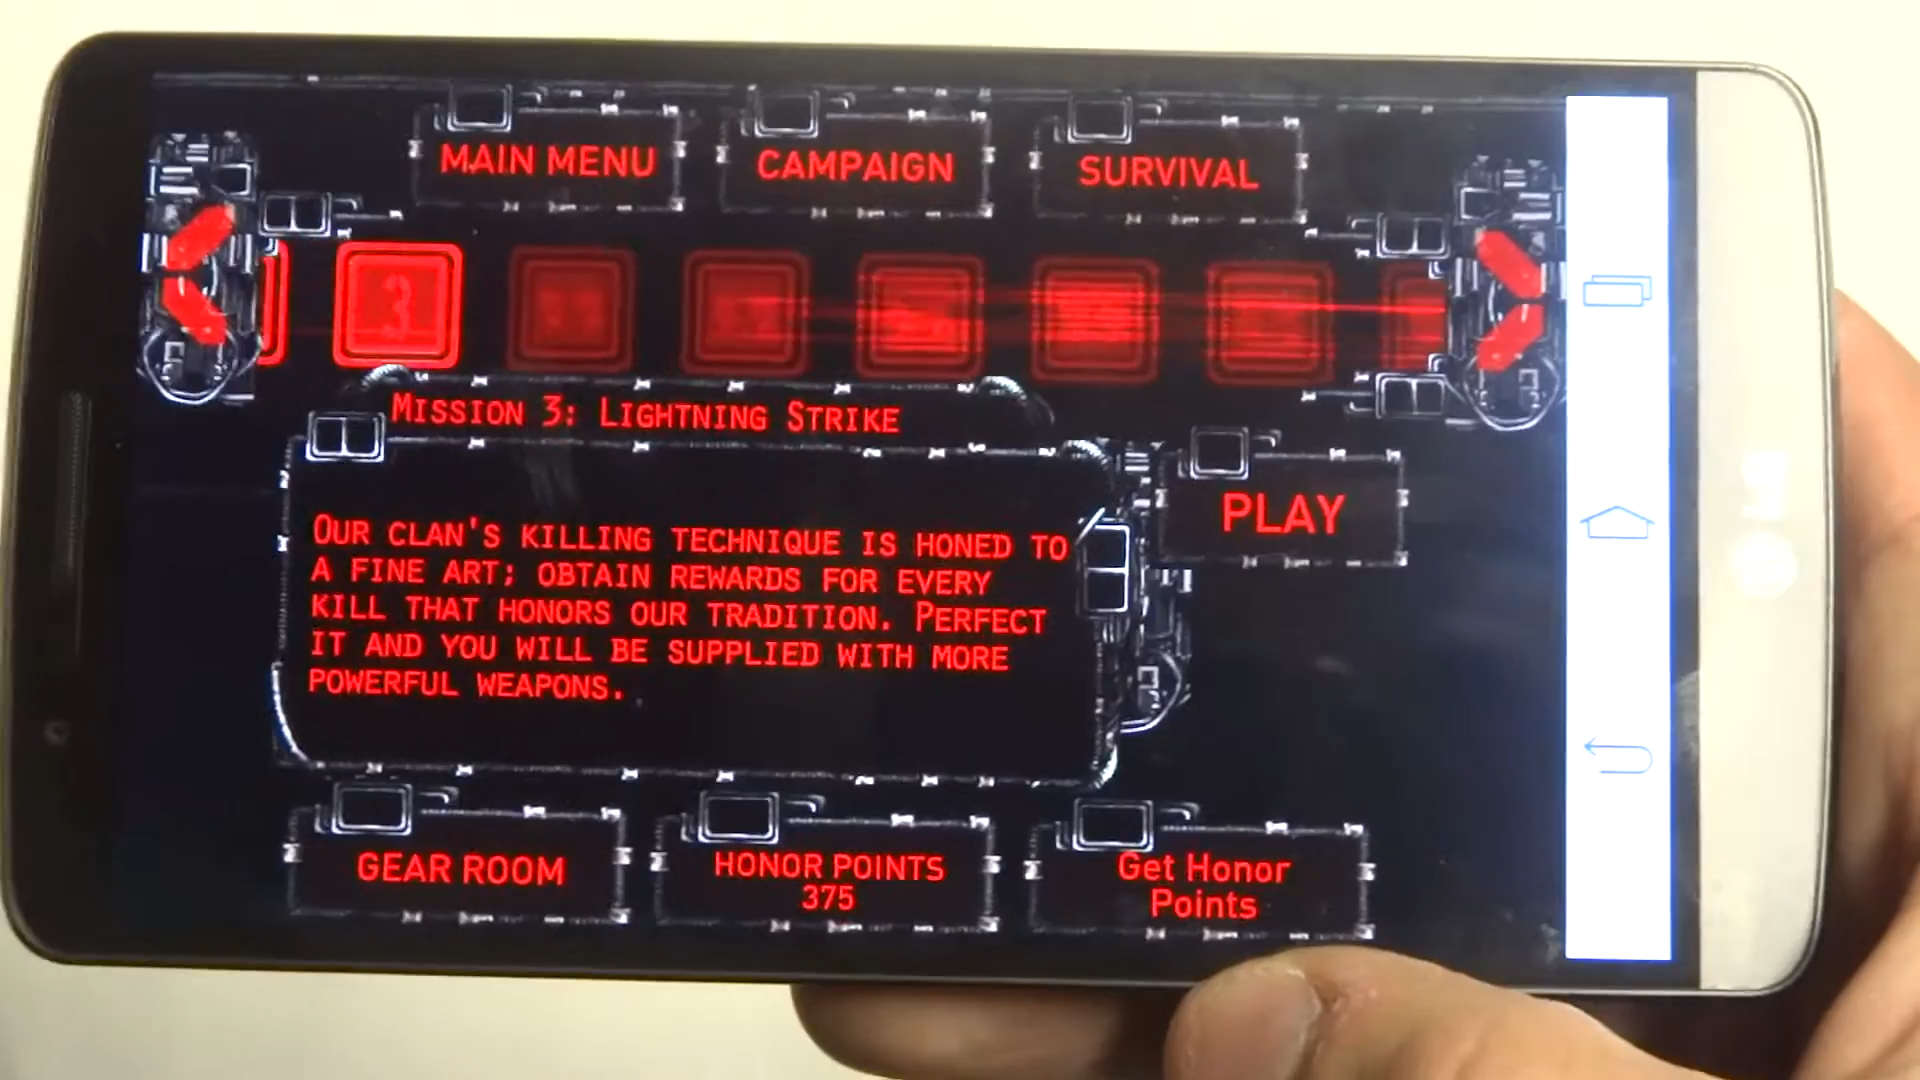 MAIN MENU
CAMPAIGN
SURVIVAL
3
MISSION 3: LIGHTNING STRIKE
OUR CLAN'S KILLING TECHNIQUE IS HONED TO
A FINE ART; OBTAIN REWARDS FOR EVERY
KILL THAT HONORS OUR TRADITION. PERFECT
IT AND YOU WILL BE SUPPLIED WITH MORE
POWERFUL WEAPONS.
PLAY
GEAR ROOM
HONOR POINTS
375
Get Honor
Points
LG